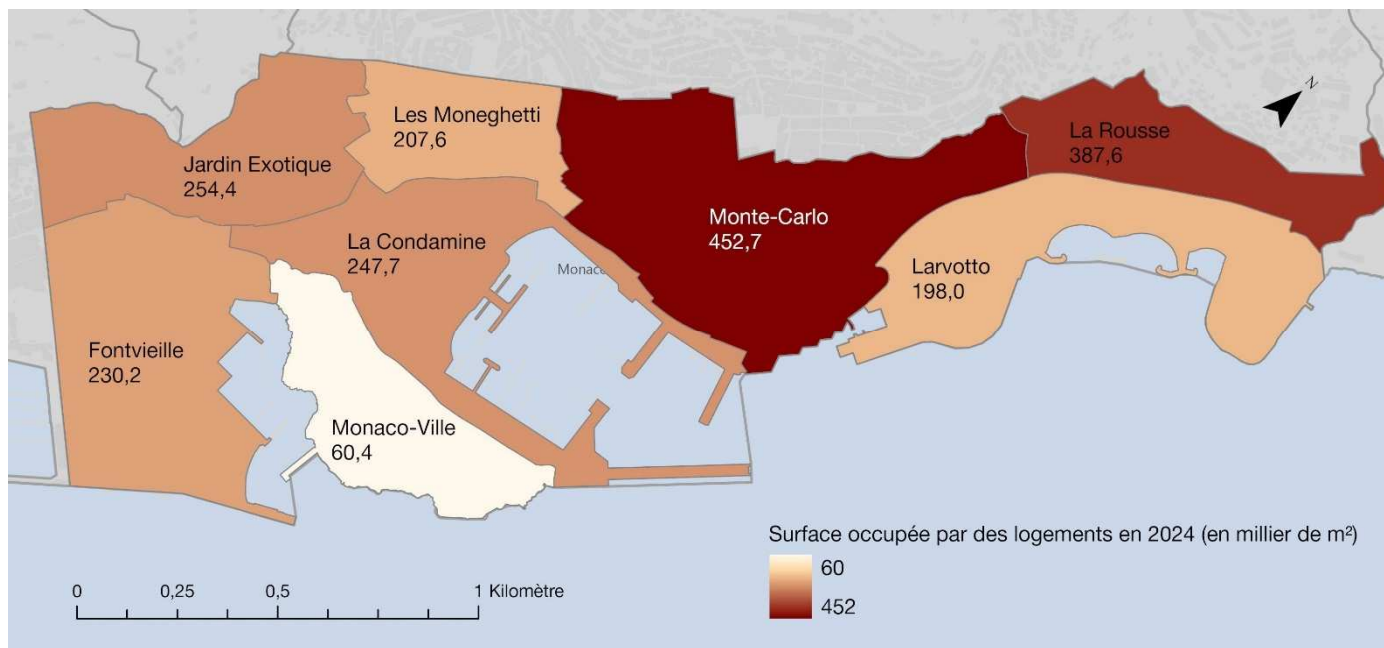 Les Moneghetti
207,6
La Rousse
387,6
N
Jardin Exotique
254,4
Monte-Carlo
452,7
La Condamine
247,7
Monaco
Larvotto
198,0
Fontvieille
230,2
Monaco-Ville
60,4
Surface occupée par des logements en 2024 (en millier de m²)
60
452
0 0,25 0,5 1 Kilomètre